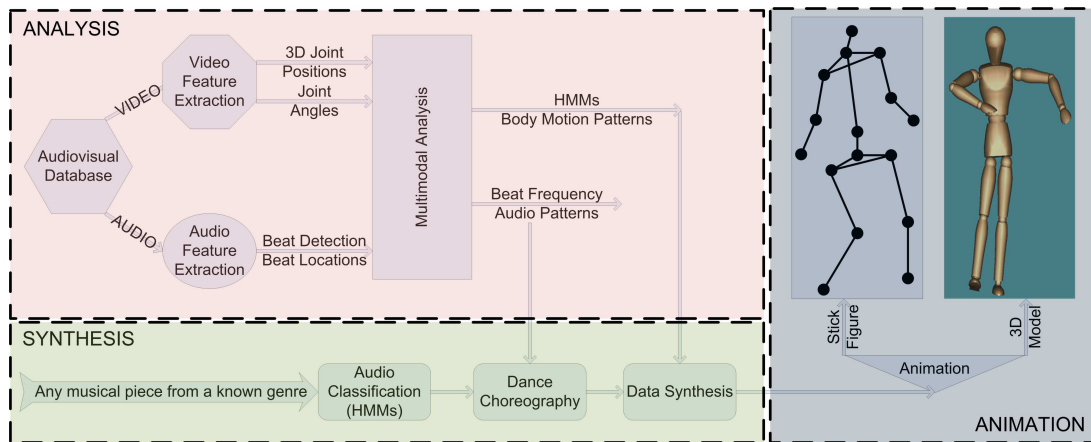 ANALYSIS
Video
Feature
Extraction
3D Joint
Positions
Joint
Angles
VIDEO
Audiovisual
Database
AUDIO
Audio
Feature
Extraction
Beat Detection
Beat Locations
Multimodal Analysis
HMMs
Body Motion Patterns
Beat Frequency
Audio Patterns
SYNTHESIS
Any musical piece from a known genre
Audio
Classification
(HMMs)
Dance
Choreography
Data Synthesis
Stick
Figure
3D
Model
Animation
ANIMATION